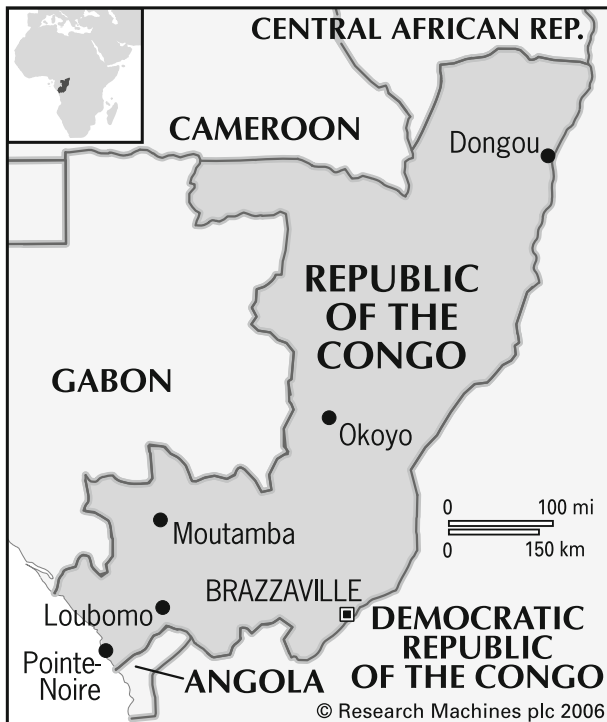 CENTRAL AFRICAN REP.
CAMEROON
Dongou
REPUBLIC
OF THE
CONGO
GABON
Okoyo
0 100 mi
0 150 km
Moutamba
BRAZZAVILLE
Loubomo
DEMOCRATIC
REPUBLIC
OF THE CONGO
Pointe-
Noire
ANGOLA
© Research Machines plc 2006